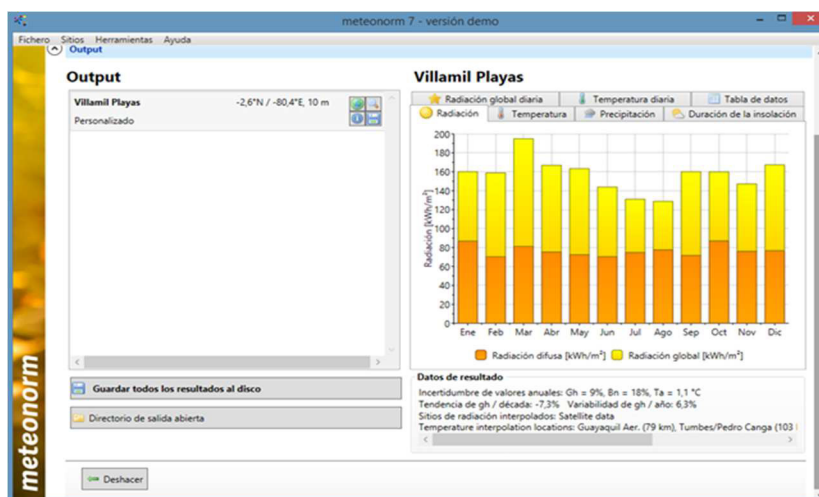 meteonorm 7 - versión demo
Fichero Sitios Herramientas Ayuda
Output
Output
Villamil Playas -2,6°N / -80,4°E, 10 m
Personalizado
Guardar todos los resultados al disco
Directorio de salida abierta
Deshacer
meteonorm
Villamil Playas
Radiación global diaria Temperatura diaria Tabla de datos
Radiación Temperatura Precipitación Duración de la insolación
Radiación [kWh/m²]
200
180
160
140
120
100
80
60
40
20
0
Ene Feb Mar Abr May Jun Jul Ago Sep Oct Nov Dic
Radiación difusa [kWh/m²] Radiación global [kWh/m²]
Datos de resultado
Incertidumbre de valores anuales: Gh = 9%, Bn = 18%, Ta = 1,1 °C
Tendencia de gh / década: -7,3% Variabilidad de gh / año: 6,3%
Sitios de radiación interpolados: Satellite data
Temperature interpolation locations: Guayaquil Aer. (79 km), Tumbes/Pedro Canga (103